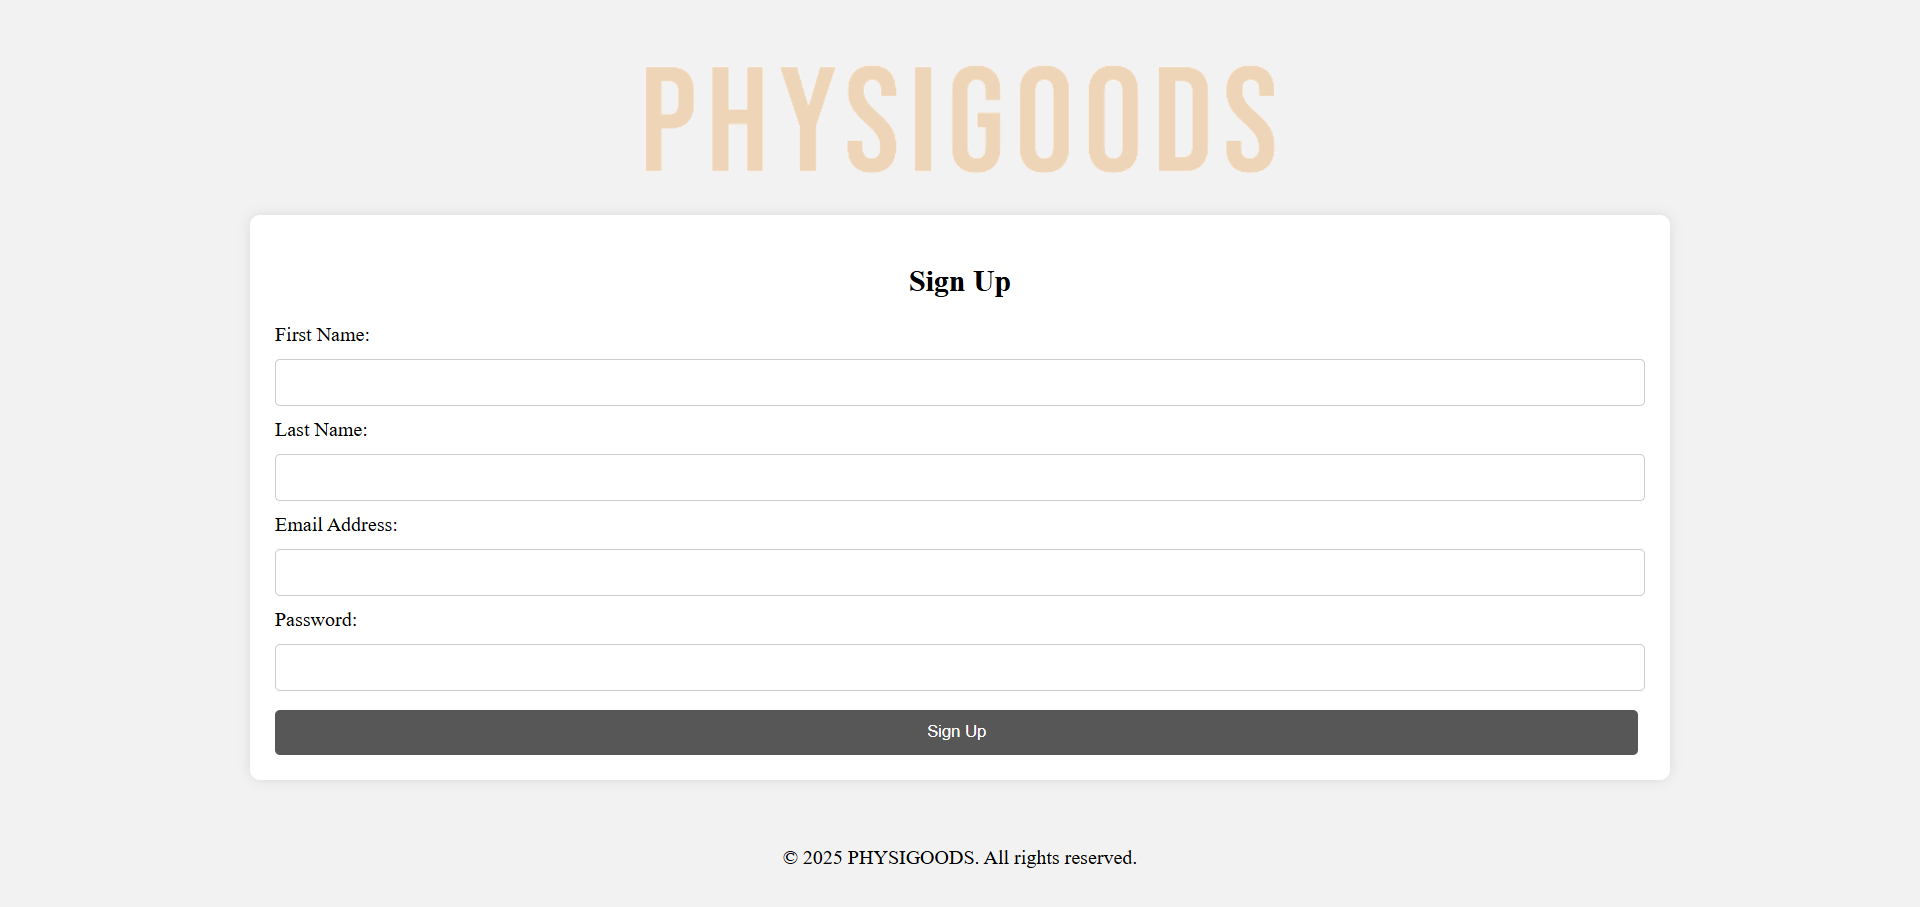 PHYSIGOODS
Sign Up
First Name:
Last Name:
Email Address:
Password:
Sign Up
© 2025 PHYSIGOODS. All rights reserved.